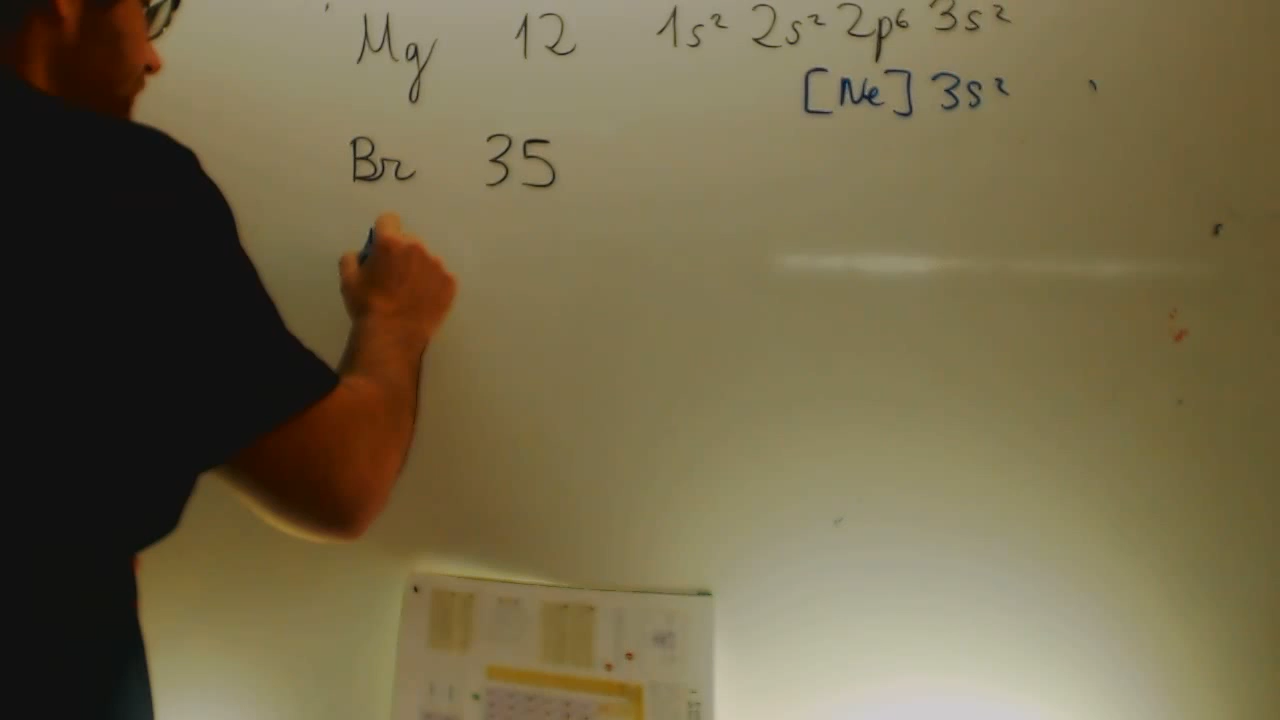 Mg 12 1s² 2s² 2p⁶ 3s²
[Ne] 3s²
Br 35